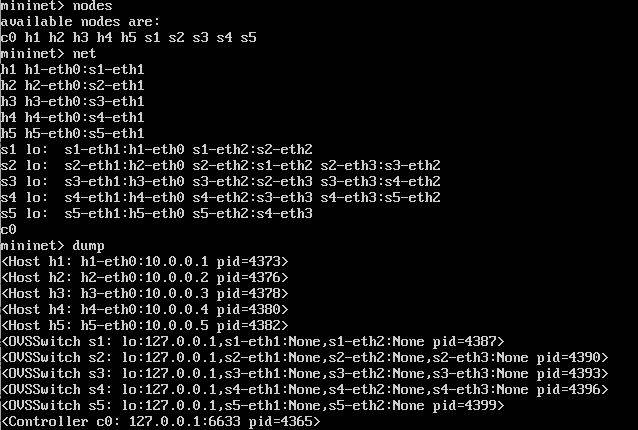 mininet> nodes
available nodes are:
c0 h1 h2 h3 h4 h5 s1 s2 s3 s4 s5
mininet> net
h1 h1-eth0:s1-eth1
h2 h2-eth0:s2-eth1
h3 h3-eth0:s3-eth1
h4 h4-eth0:s4-eth1
h5 h5-eth0:s5-eth1
s1 lo:  s1-eth1:h1-eth0 s1-eth2:s2-eth2
s2 lo:  s2-eth1:h2-eth0 s2-eth2:s1-eth2 s2-eth3:s3-eth2
s3 lo:  s3-eth1:h3-eth0 s3-eth2:s2-eth3 s3-eth3:s4-eth2
s4 lo:  s4-eth1:h4-eth0 s4-eth2:s3-eth3 s4-eth3:s5-eth2
s5 lo:  s5-eth1:h5-eth0 s5-eth2:s4-eth3
c0
mininet> dump
<Host h1: h1-eth0:10.0.0.1 pid=4373>
<Host h2: h2-eth0:10.0.0.2 pid=4376>
<Host h3: h3-eth0:10.0.0.3 pid=4378>
<Host h4: h4-eth0:10.0.0.4 pid=4380>
<Host h5: h5-eth0:10.0.0.5 pid=4382>
<OVSSwitch s1: lo:127.0.0.1,s1-eth1:None,s1-eth2:None pid=4387>
<OVSSwitch s2: lo:127.0.0.1,s2-eth1:None,s2-eth2:None,s2-eth3:None pid=4390>
<OVSSwitch s3: lo:127.0.0.1,s3-eth1:None,s3-eth2:None,s3-eth3:None pid=4393>
<OVSSwitch s4: lo:127.0.0.1,s4-eth1:None,s4-eth2:None,s4-eth3:None pid=4396>
<OVSSwitch s5: lo:127.0.0.1,s5-eth1:None,s5-eth2:None pid=4399>
<Controller c0: 127.0.0.1:6633 pid=4365>